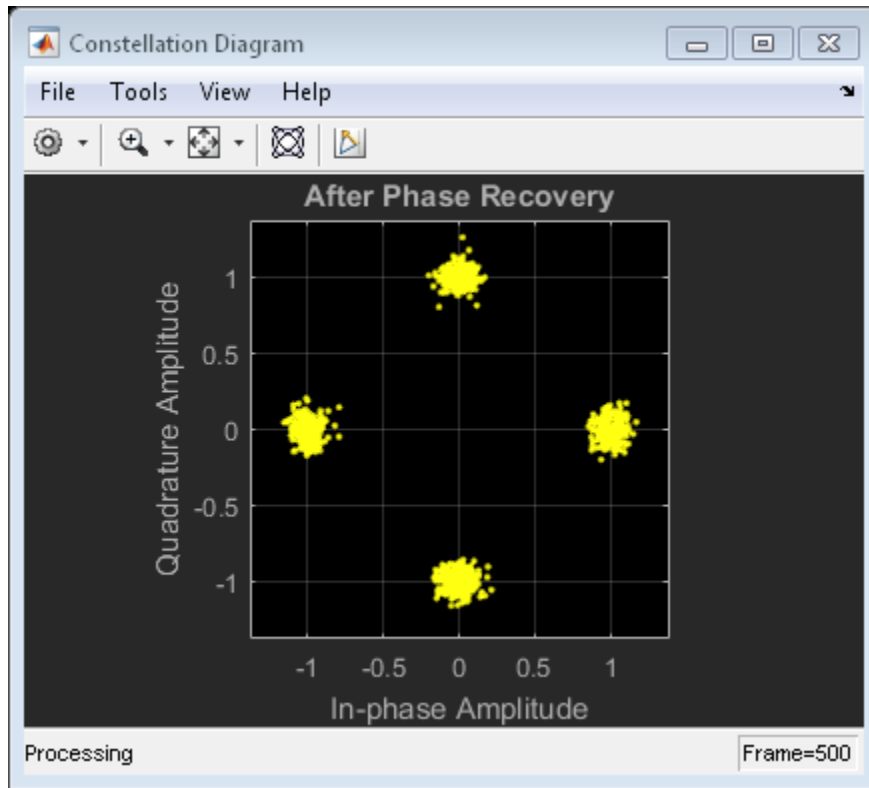 Constellation Diagram
File Tools View Help
After Phase Recovery
Quadrature Amplitude
1
0.5
0
-0.5
-1
-1 -0.5 0 0.5 1
In-phase Amplitude
Processing Frame=500